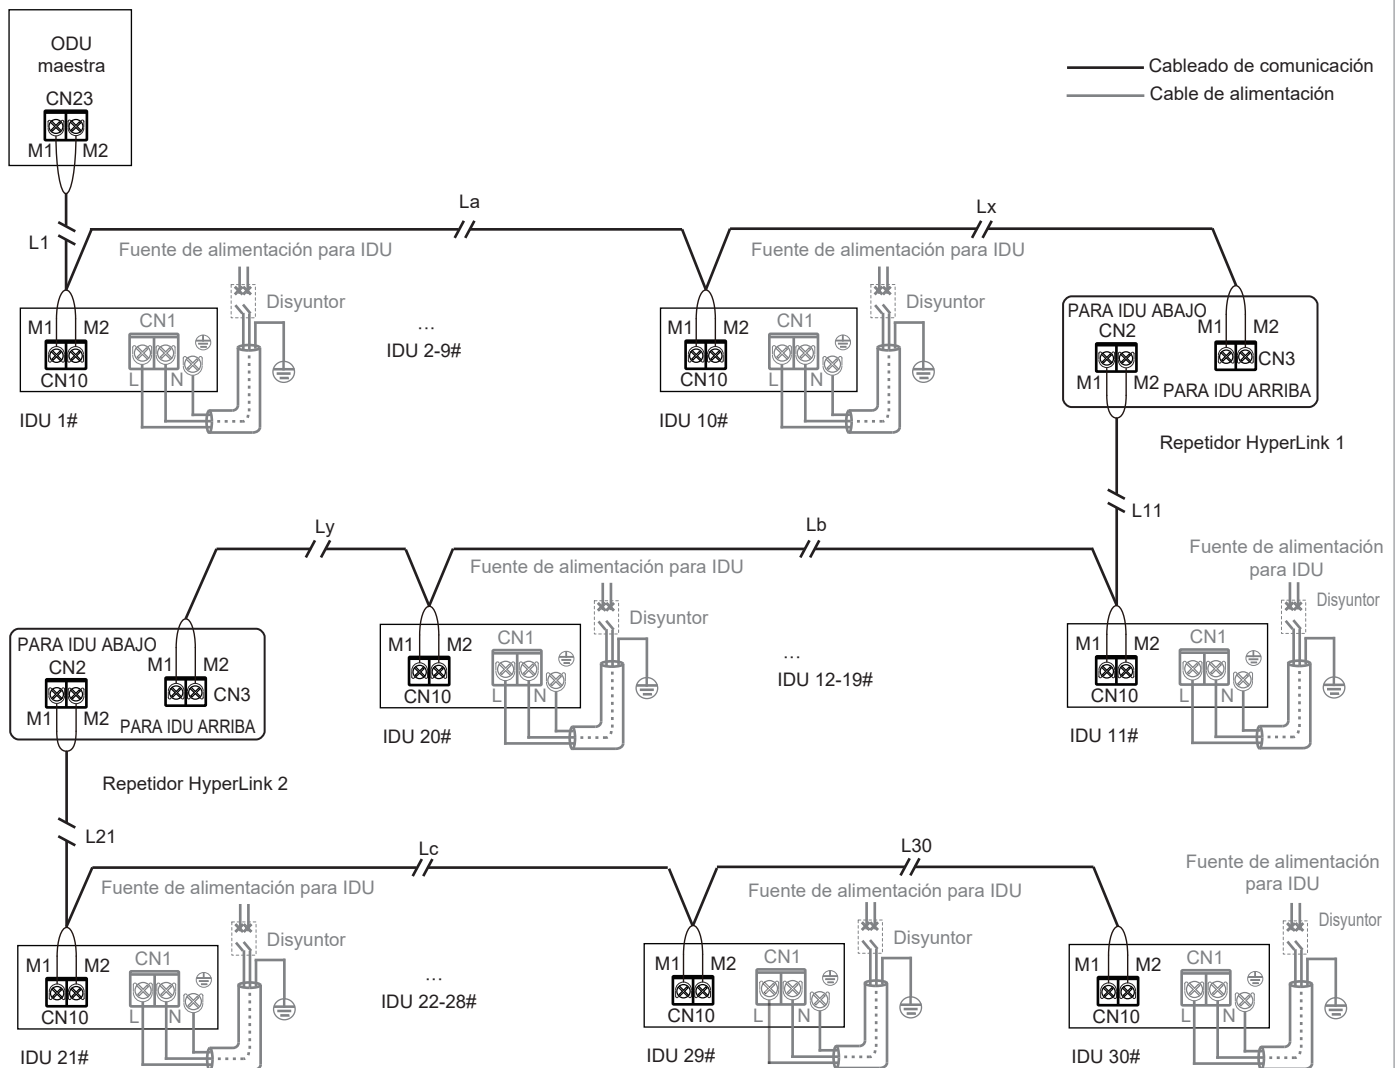 ODU
maestra
CN23
M1 M2
Cableado de comunicación
Cable de alimentación
L1
La
Lx
Fuente de alimentación para IDU
Disyuntor
M1 M2
CN1
CN10
L N
IDU 1#
...
IDU 2-9#
Fuente de alimentación para IDU
Disyuntor
M1 M2
CN1
CN10
L N
IDU 10#
PARA IDU ABAJO
CN2
M1 M2
CN3
M1 M2
PARA IDU ARRIBA
Repetidor HyperLink 1
L11
Ly
Lb
Fuente de alimentación
para IDU
Disyuntor
Fuente de alimentación para IDU
Disyuntor
PARA IDU ABAJO
CN2
M1 M2
CN3
M1 M2
PARA IDU ARRIBA
Repetidor HyperLink 2
M1 M2
CN1
CN10
L N
IDU 20#
...
IDU 12-19#
M1 M2
CN1
CN10
L N
IDU 11#
L21
Lc
L30
Fuente de alimentación para IDU
Disyuntor
M1 M2
CN1
CN10
L N
IDU 21#
...
IDU 22-28#
Fuente de alimentación para IDU
Disyuntor
M1 M2
CN1
CN10
L N
IDU 29#
Fuente de alimentación
para IDU
Disyuntor
M1 M2
CN1
CN10
L N
IDU 30#